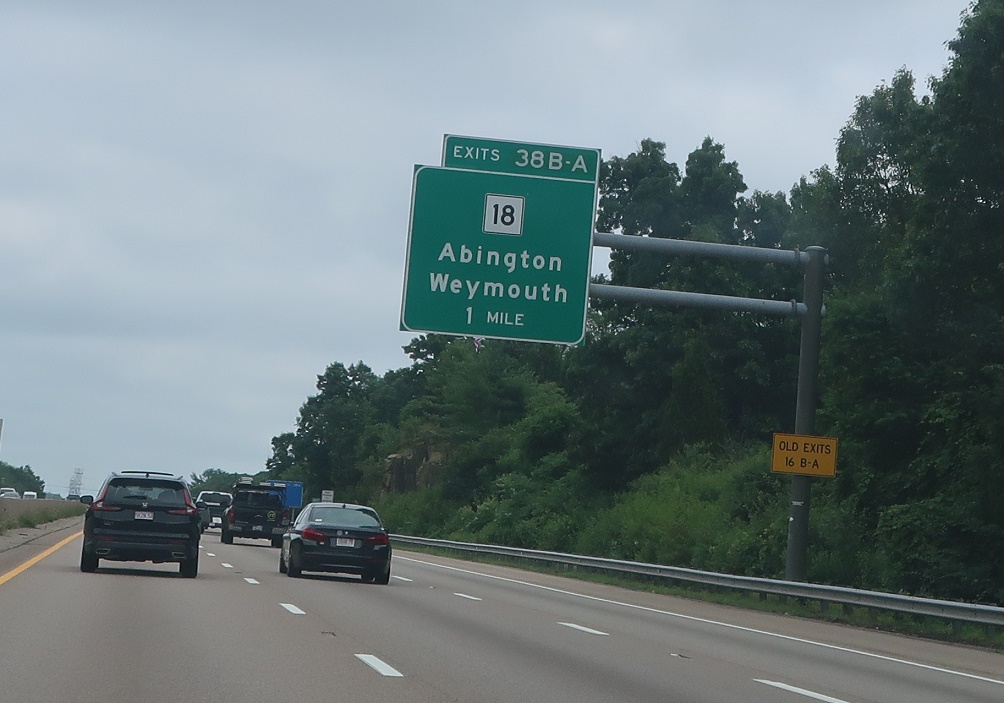 EXITS 38B-A
18
Abington
Weymouth
1 MILE
OLD EXITS
16 B-A